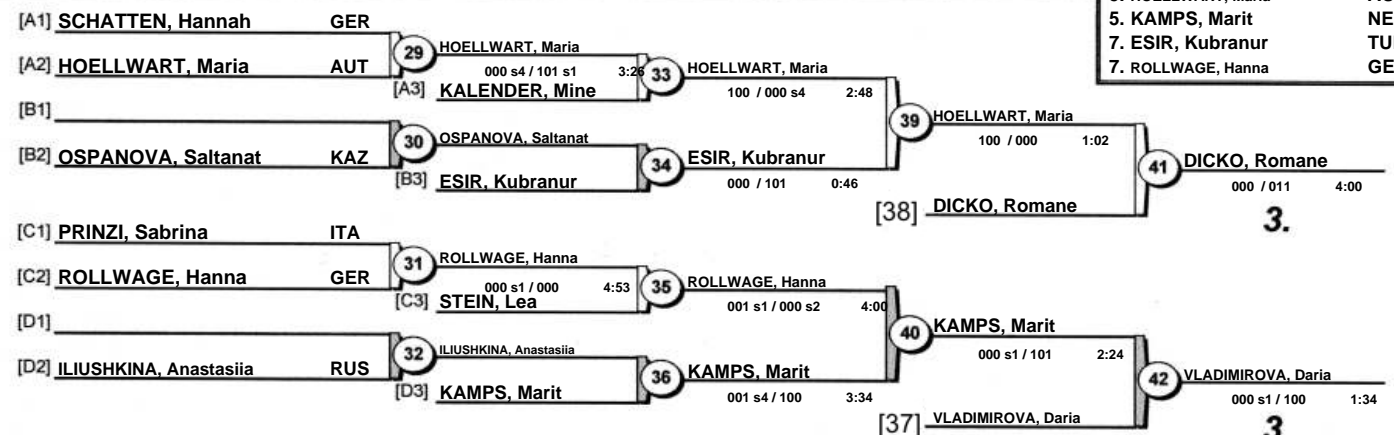 [A1] SCHATTEN, Hannah GER
[A2] HOELLWART, Maria AUT
29 HOELLWART, Maria
000 s4 / 101 s1 3:26
[A3] KALENDER, Mine
33 HOELLWART, Maria
100 / 000 s4 2:48
[B1]
[B2] OSPANOVA, Saltanat KAZ
30 OSPANOVA, Saltanat
[B3] ESIR, Kubranur
34 ESIR, Kubranur
000 / 101 0:46
39 HOELLWART, Maria
100 / 000 1:02
[38] DICKO, Romane
41 DICKO, Romane
000 / 011 4:00
3.
[C1] PRINZI, Sabrina ITA
[C2] ROLLWAGE, Hanna GER
31 ROLLWAGE, Hanna
000 s1 / 000 4:53
[C3] STEIN, Lea
35 ROLLWAGE, Hanna
001 s1 / 000 s2 4:00
[D1]
[D2] ILIUSHKINA, Anastasiia RUS
32 ILIUSHKINA, Anastasiia
[D3] KAMPS, Marit
36 KAMPS, Marit
001 s4 / 100 3:34
40 KAMPS, Marit
000 s1 / 101 2:24
[37] VLADIMIROVA, Daria
42 VLADIMIROVA, Daria
000 s1 / 100 1:34
3
5. KAMPS, Marit NE
7. ESIR, Kubranur TU
7. ROLLWAGE, Hanna GE